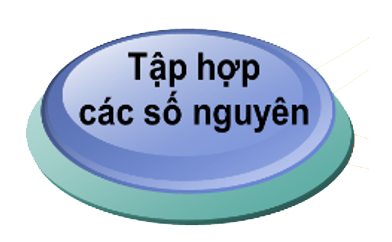 Tập hợp
các số nguyên